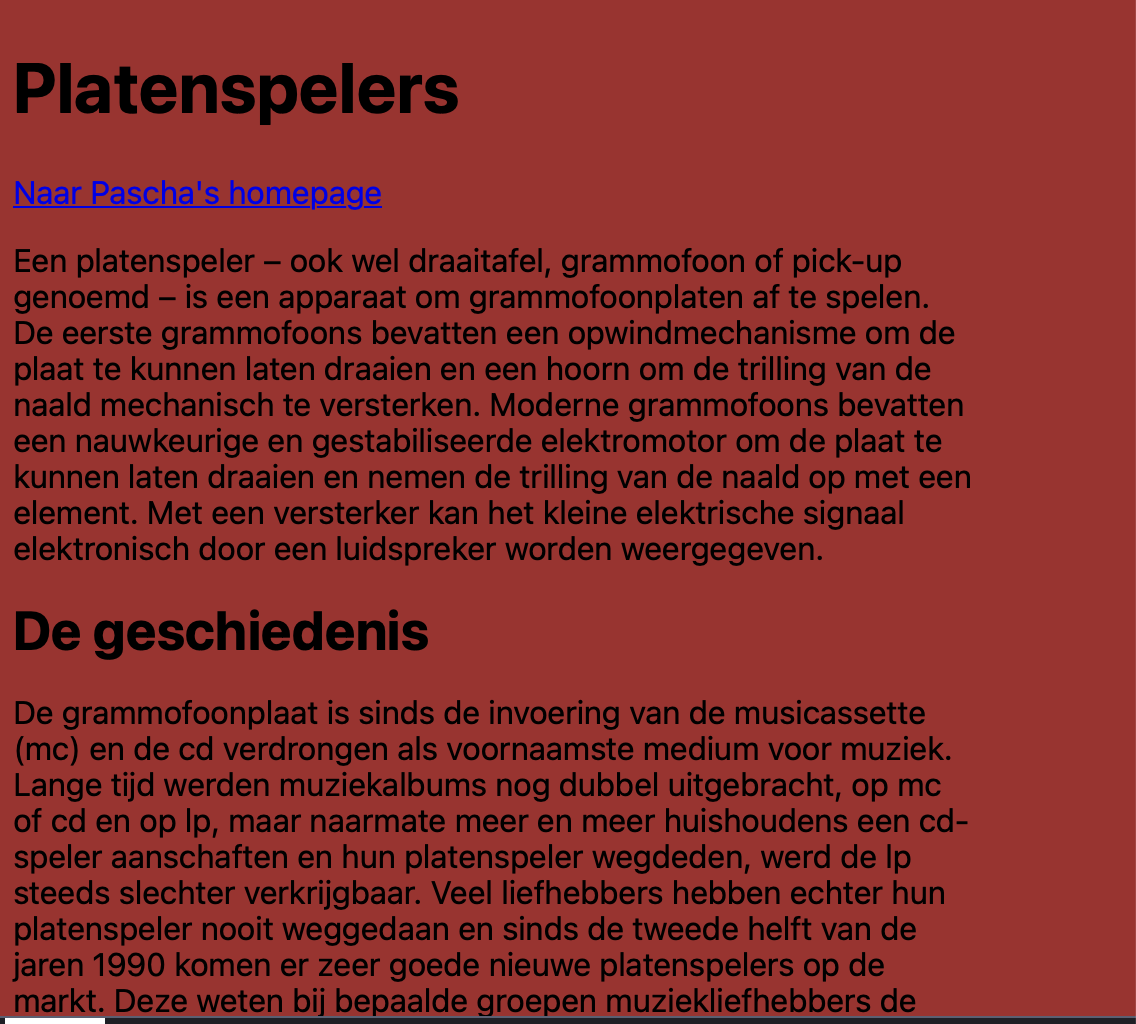 Platenspelers
Naar Pascha's homepage
Een platenspeler – ook wel draaitafel, grammofoon of pick-up
genoemd – is een apparaat om grammofoonplaten af te spelen.
De eerste grammofoons bevatten een opwindmechanisme om de
plaat te kunnen laten draaien en een hoorn om de trilling van de
naald mechanisch te versterken. Moderne grammofoons bevatten
een nauwkeurige en gestabiliseerde elektromotor om de plaat te
kunnen laten draaien en nemen de trilling van de naald op met een
element. Met een versterker kan het kleine elektrische signaal
elektronisch door een luidspreker worden weergegeven.
De geschiedenis
De grammofoonplaat is sinds de invoering van de musicassette
(mc) en de cd verdrongen als voornaamste medium voor muziek.
Lange tijd werden muziekalbums nog dubbel uitgebracht, op mc
of cd en op lp, maar naarmate meer en meer huishoudens een cd-
speler aanschaften en hun platenspeler wegdeden, werd de lp
steeds slechter verkrijgbaar. Veel liefhebbers hebben echter hun
platenspeler nooit weggedaan en sinds de tweede helft van de
jaren 1990 komen er zeer goede nieuwe platenspelers op de
markt. Deze weten bij bepaalde groepen muziekliefhebbers de